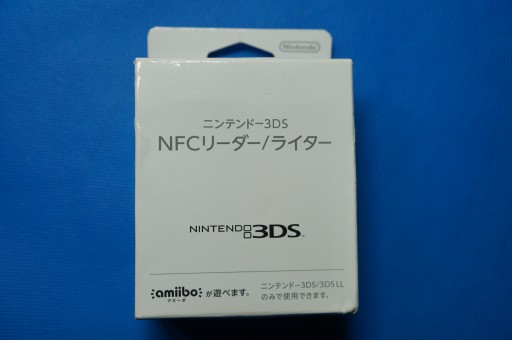 Nintendo
ニンテンドー3DS
NFCリーダー/ライター
NINTENDO 3DS
amiibo が遊べます。
アミーボ
ニンテンドー3DS/3DS LL
のみで使用できます。